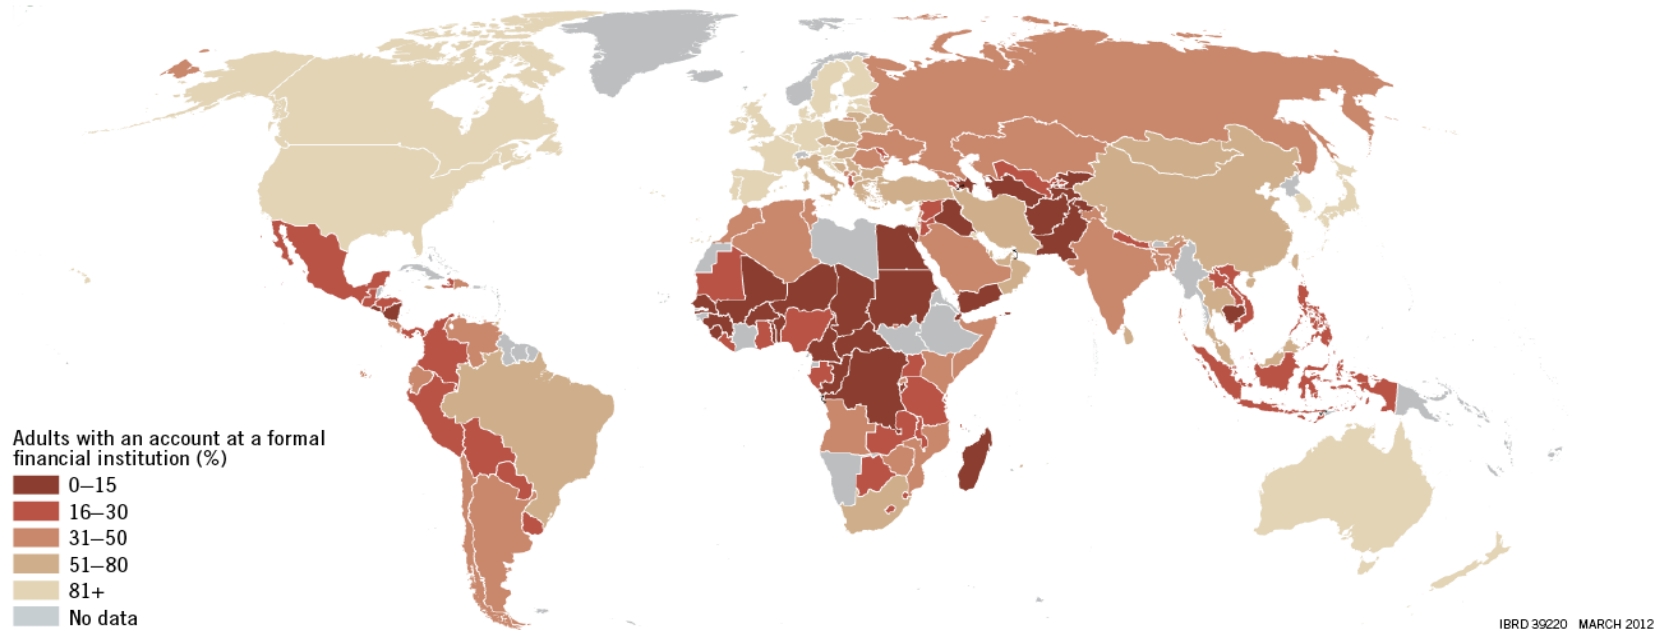 Adults with an account at a formal
financial institution (%)
0–15
16–30
31–50
51–80
81+
No data
IBRD 39220 MARCH 2012